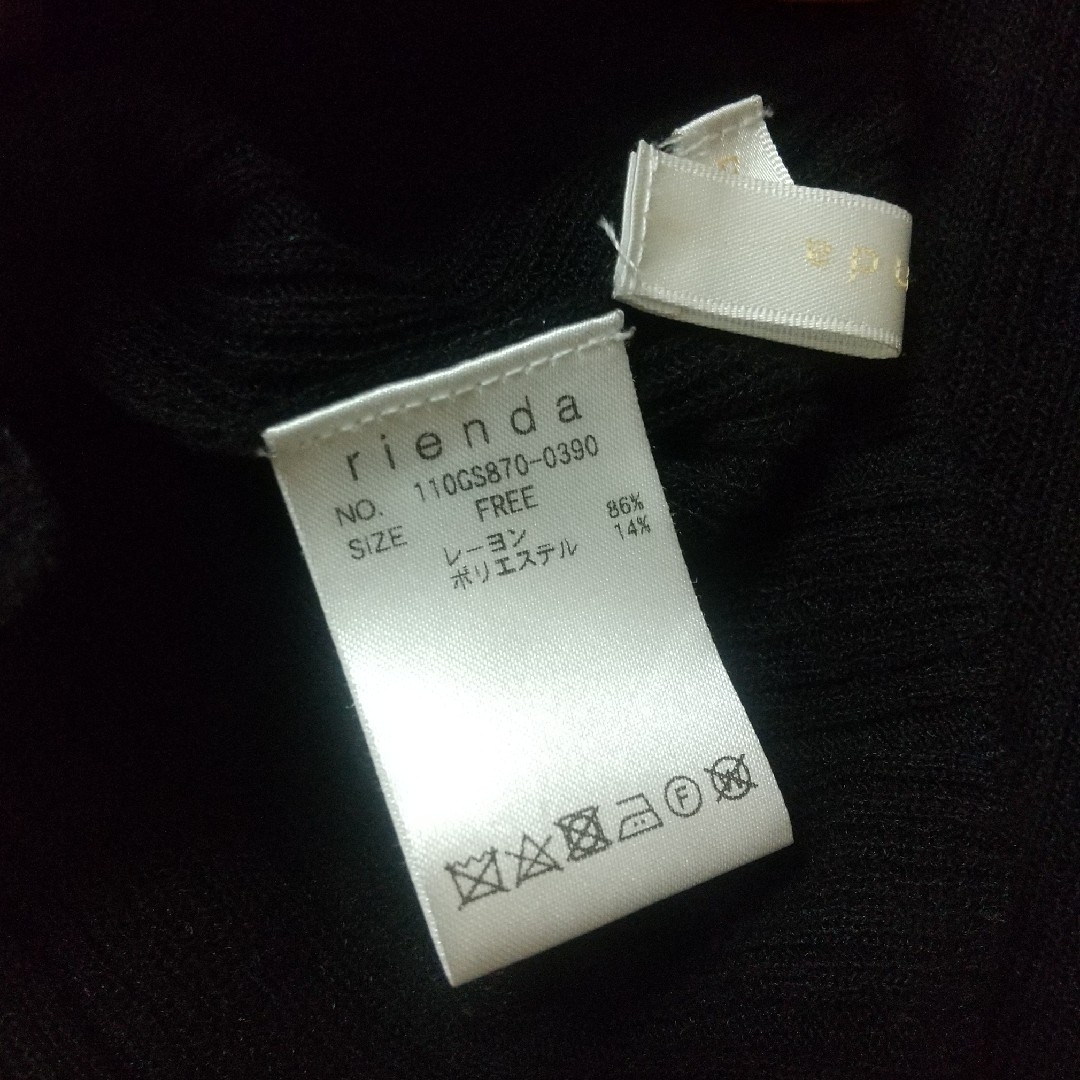 rienda
NO. 110GS870-0390
SIZE FREE
レーヨン 86%
ポリエステル 14%
F
W